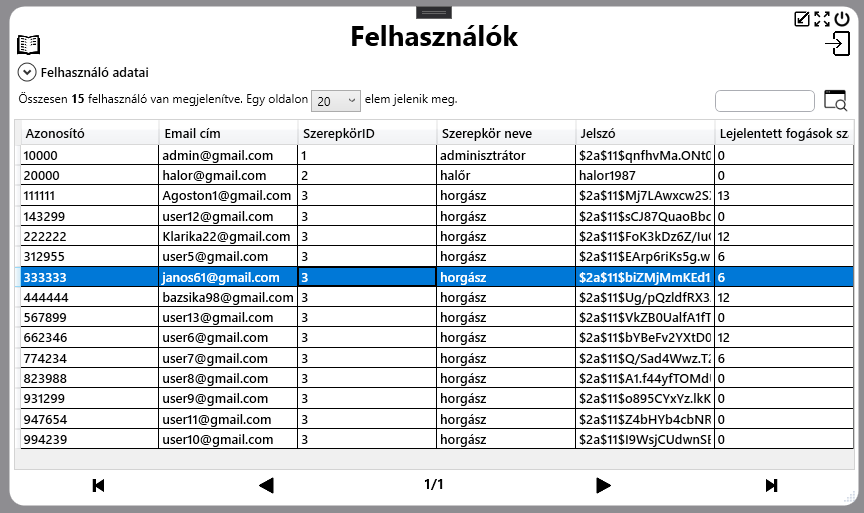 Felhasználók
Felhasználó adatai
Összesen 15 felhasználó van megjelenítve. Egy oldalon 20 elem jelenik meg.
Azonosító Email cím SzerepkörID Szerepkör neve Jelszó Lejelentett fogások sz
10000 admin@gmail.com 1 adminisztrátor $2a$11$qnfhvMa.ONt 0
20000 halor@gmail.com 2 halőr halor1987 0
111111 Agoston1@gmail.com 3 horgász $2a$11$Mj7LAwxcw2S 13
143299 user12@gmail.com 3 horgász $2a$11$sCJ87QuaoBbc 0
222222 Klarika22@gmail.com 3 horgász $2a$11$FoK3kDz6Z/Iu 12
312955 user5@gmail.com 3 horgász $2a$11$EArp6riKs5g.w 6
333333 janos61@gmail.com 3 horgász $2a$11$biZMjMmKEd1 6
444444 bazsika98@gmail.com 3 horgász $2a$11$Ug/pQzldfRX3 12
567899 user13@gmail.com 3 horgász $2a$11$VkZB0UalfA1f 0
662346 user6@gmail.com 3 horgász $2a$11$bYBeFv2YXtD 12
774234 user7@gmail.com 3 horgász $2a$11$Q/Sad4Wwz.T 6
823988 user8@gmail.com 3 horgász $2a$11$A1.f44yfTOMd 0
931299 user9@gmail.com 3 horgász $2a$11$o895CYxYz.lkK 0
947654 user11@gmail.com 3 horgász $2a$11$Z4bHYb4cbNR 0
994239 user10@gmail.com 3 horgász $2a$11$I9WsjCUdwnS 0
1/1